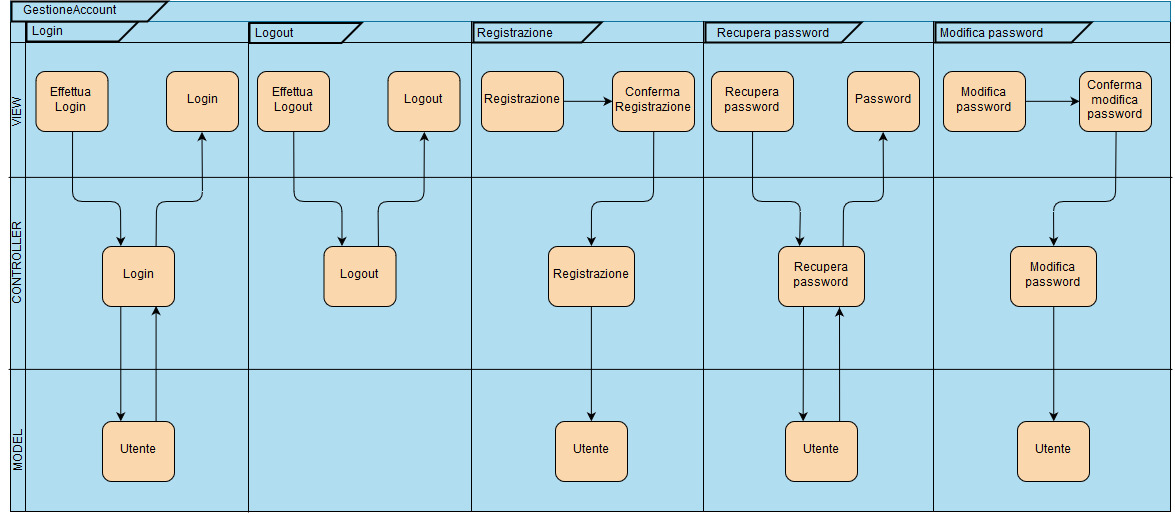 GestioneAccount
Login
Logout
Registrazione
Recupera password
Modifica password
VIEW
Effettua
Login
Login
Effettua
Logout
Logout
Registrazione
Conferma
Registrazione
Recupera
password
Password
Modifica
password
Conferma
modifica
password
CONTROLLER
Login
Logout
Registrazione
Recupera
password
Modifica
password
MODEL
Utente
Utente
Utente
Utente